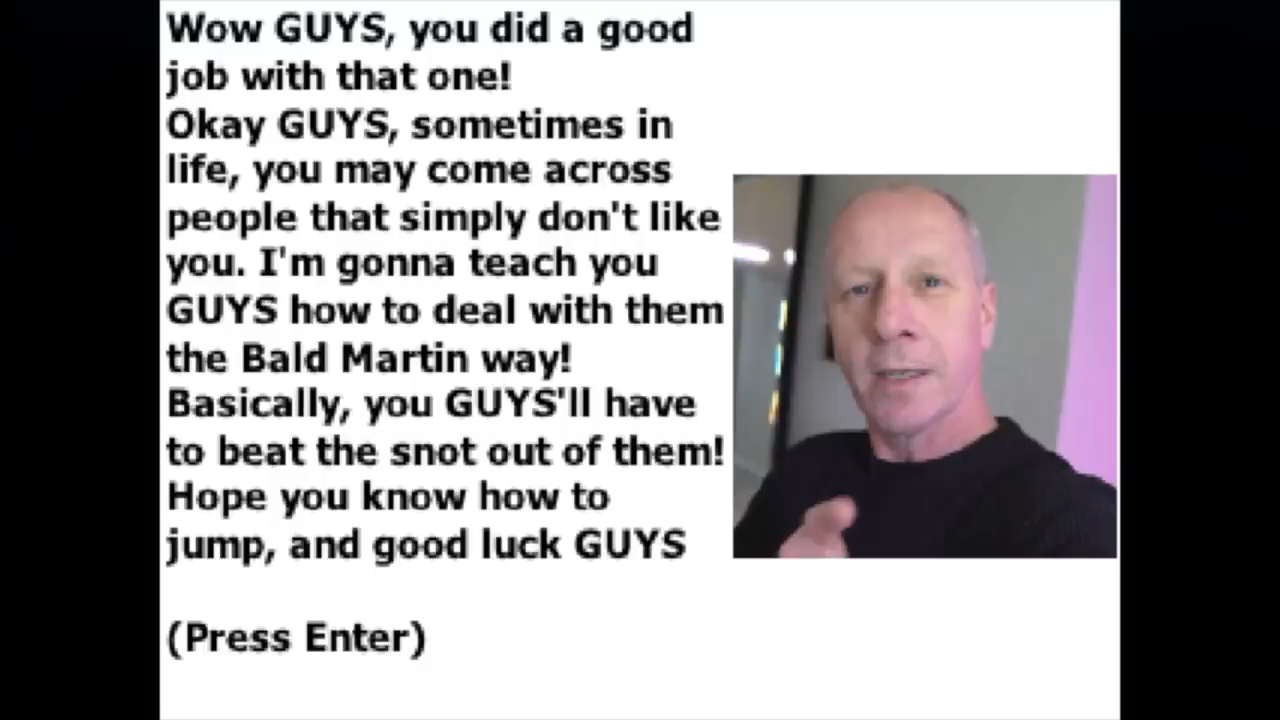 Wow GUYS, you did a good
job with that one!
Okay GUYS, sometimes in
life, you may come across
people that simply don't like
you. I'm gonna teach you
GUYS how to deal with them
the Bald Martin way!
Basically, you GUYS'll have
to beat the snot out of them!
Hope you know how to
jump, and good luck GUYS
(Press Enter)